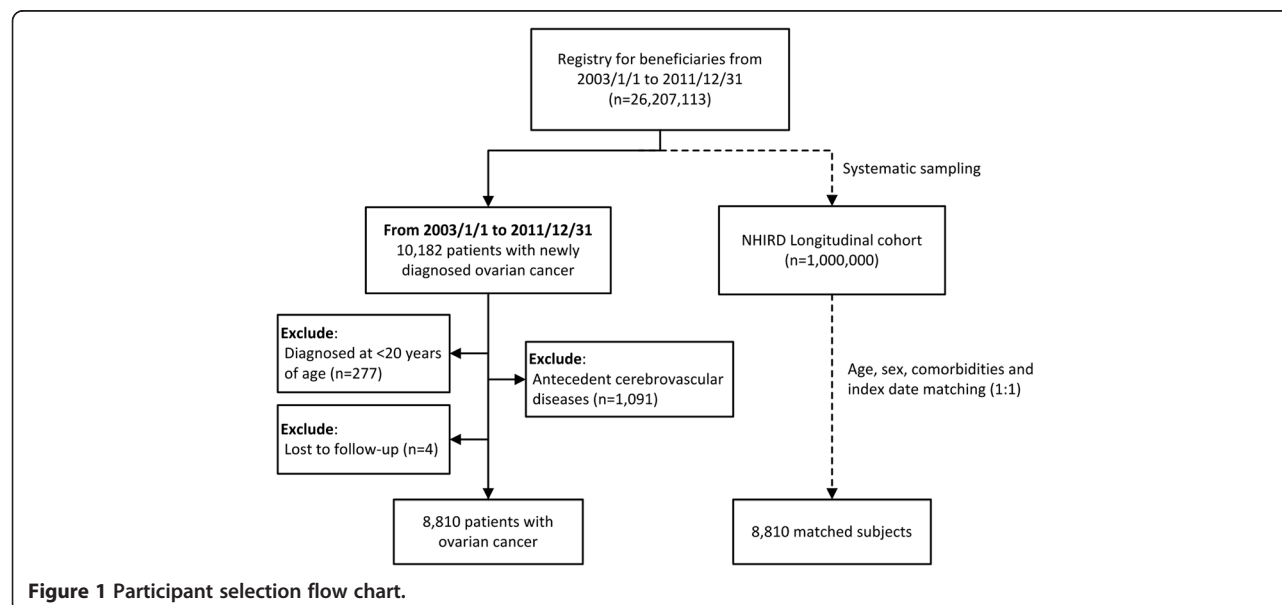 Registry for beneficiaries from
2003/1/1 to 2011/12/31
(n=26,207,113)
Systematic sampling
From 2003/1/1 to 2011/12/31
10,182 patients with newly
diagnosed ovarian cancer
NHIRD Longitudinal cohort
(n=1,000,000)
Exclude:
Diagnosed at <20 years
of age (n=277)
Exclude:
Antecedent cerebrovascular
diseases (n=1,091)
Age, sex, comorbidities and
index date matching (1:1)
Exclude:
Lost to follow-up (n=4)
8,810 patients with
ovarian cancer
8,810 matched subjects
Figure 1 Participant selection flow chart.